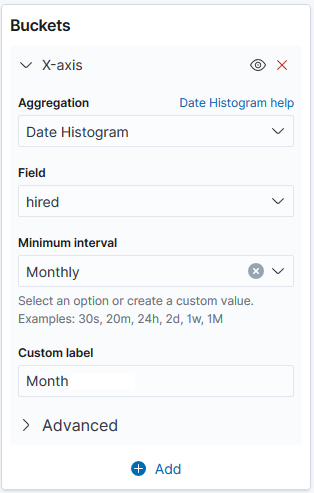 Buckets
X-axis
Aggregation Date Histogram help
Date Histogram
Field
hired
Minimum interval
Monthly
Select an option or create a custom value.
Examples: 30s, 20m, 24h, 2d, 1w, 1M
Custom label
Month
Advanced
Add